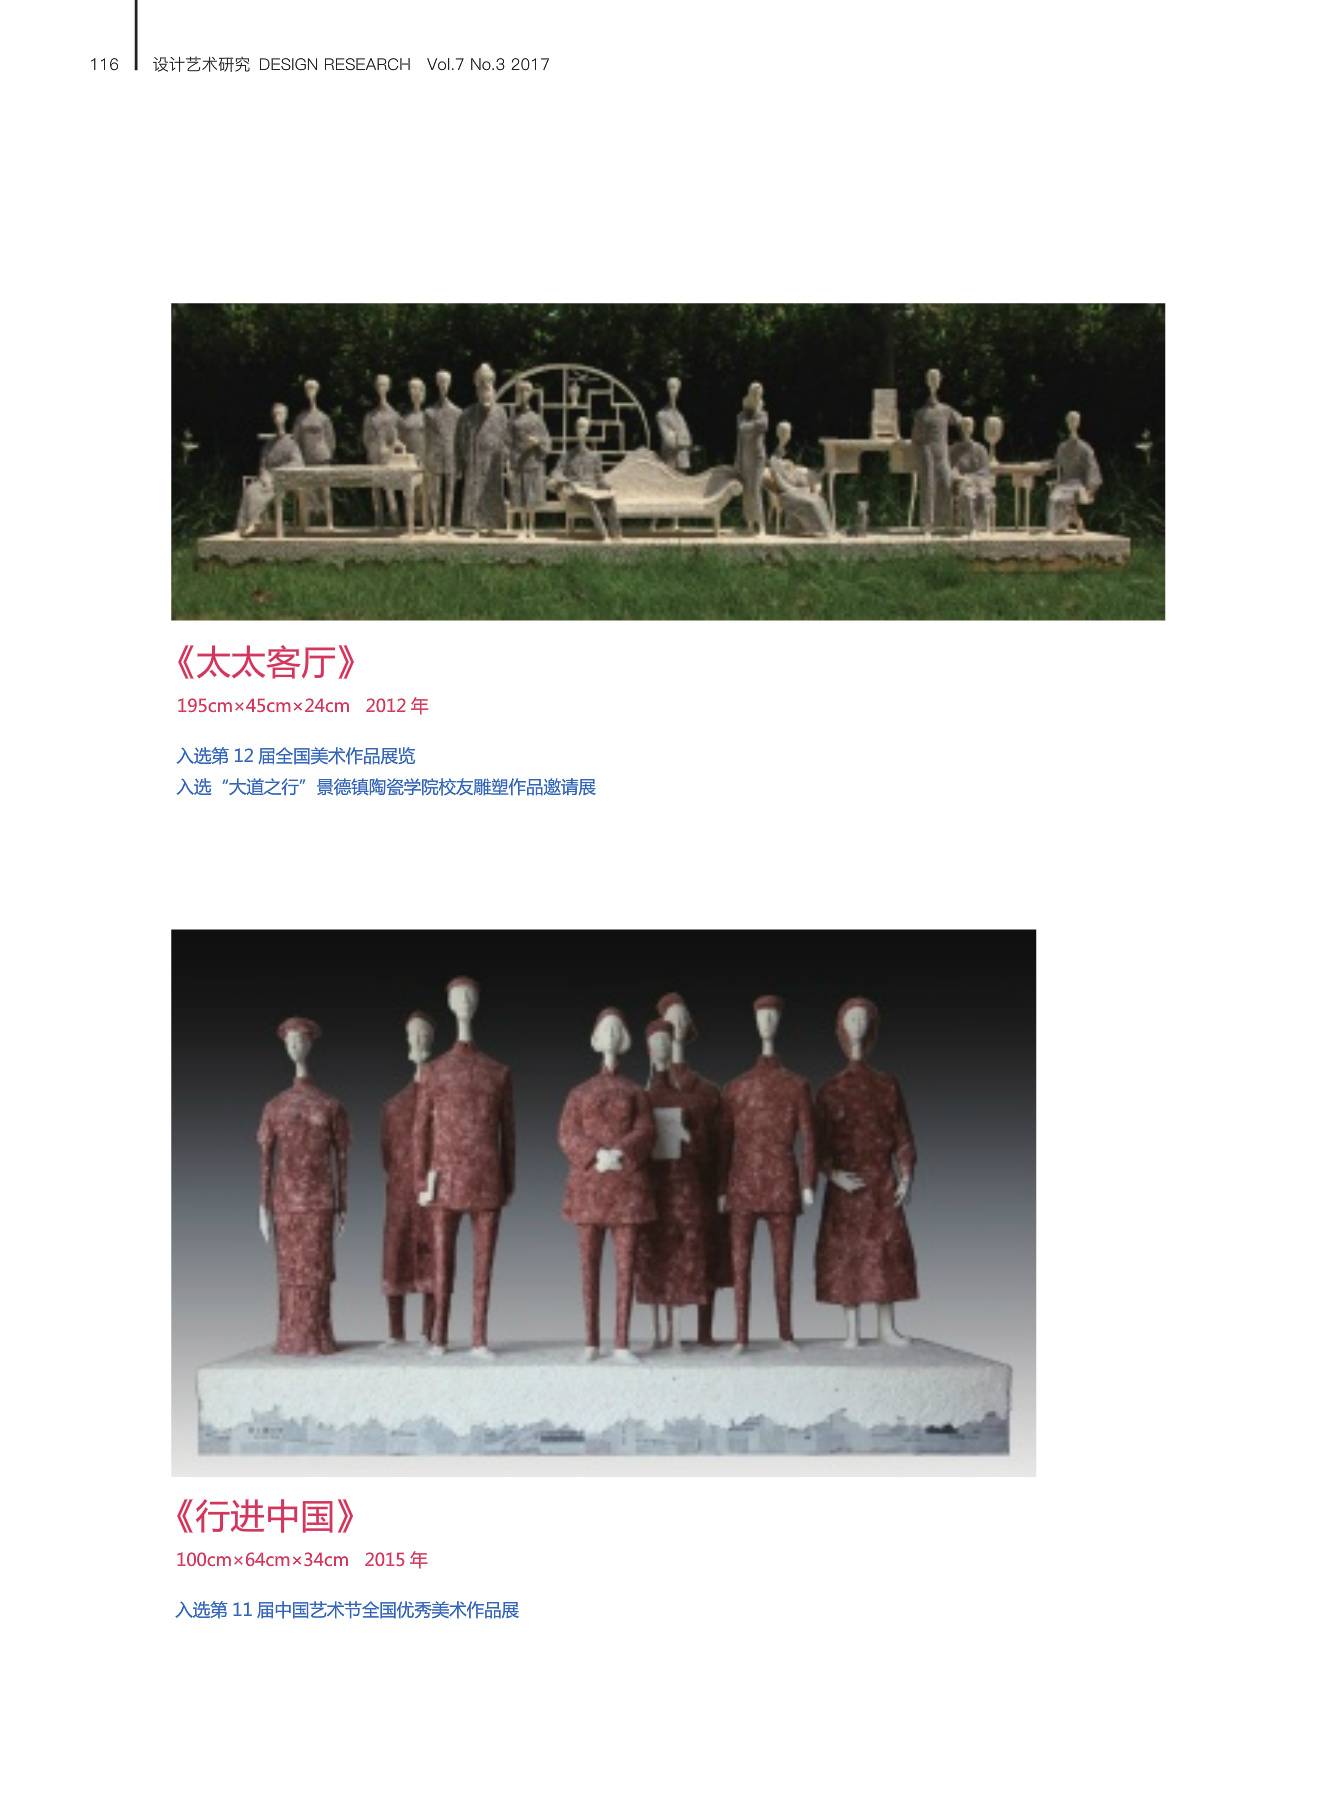 116
设计艺术研究 DESIGN RESEARCH Vol.7 No.3 2017
《太太客厅》
195cm×45cm×24cm 2012 年
入选第 12 届全国美术作品展览
入选“大道之行”景德镇陶瓷学院校友雕塑作品邀请展
《行进中国》
100cm×64cm×34cm 2015 年
入选第 11 届中国艺术节全国优秀美术作品展